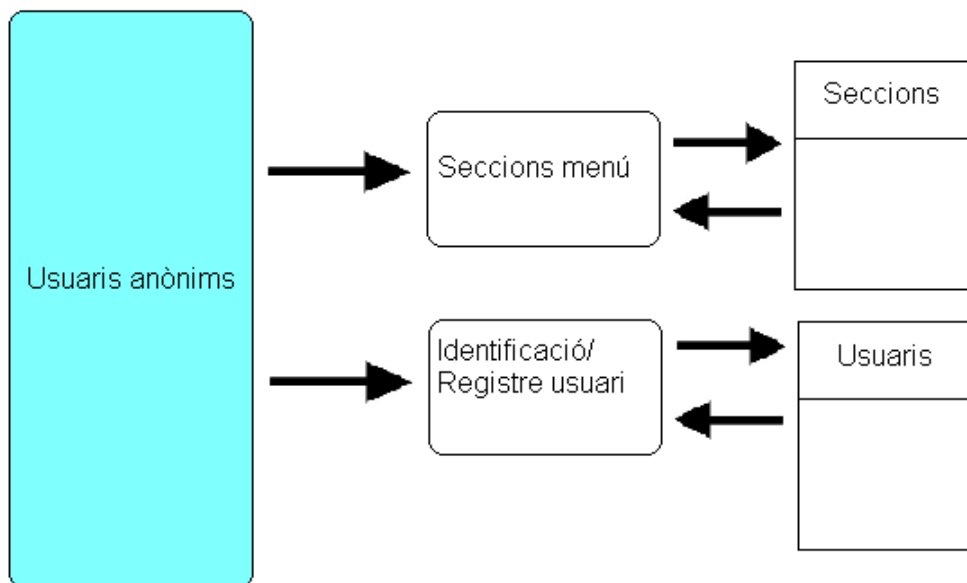 Usuaris anònims
Seccions menú
Seccions
Identificació/
Registre usuari
Usuaris